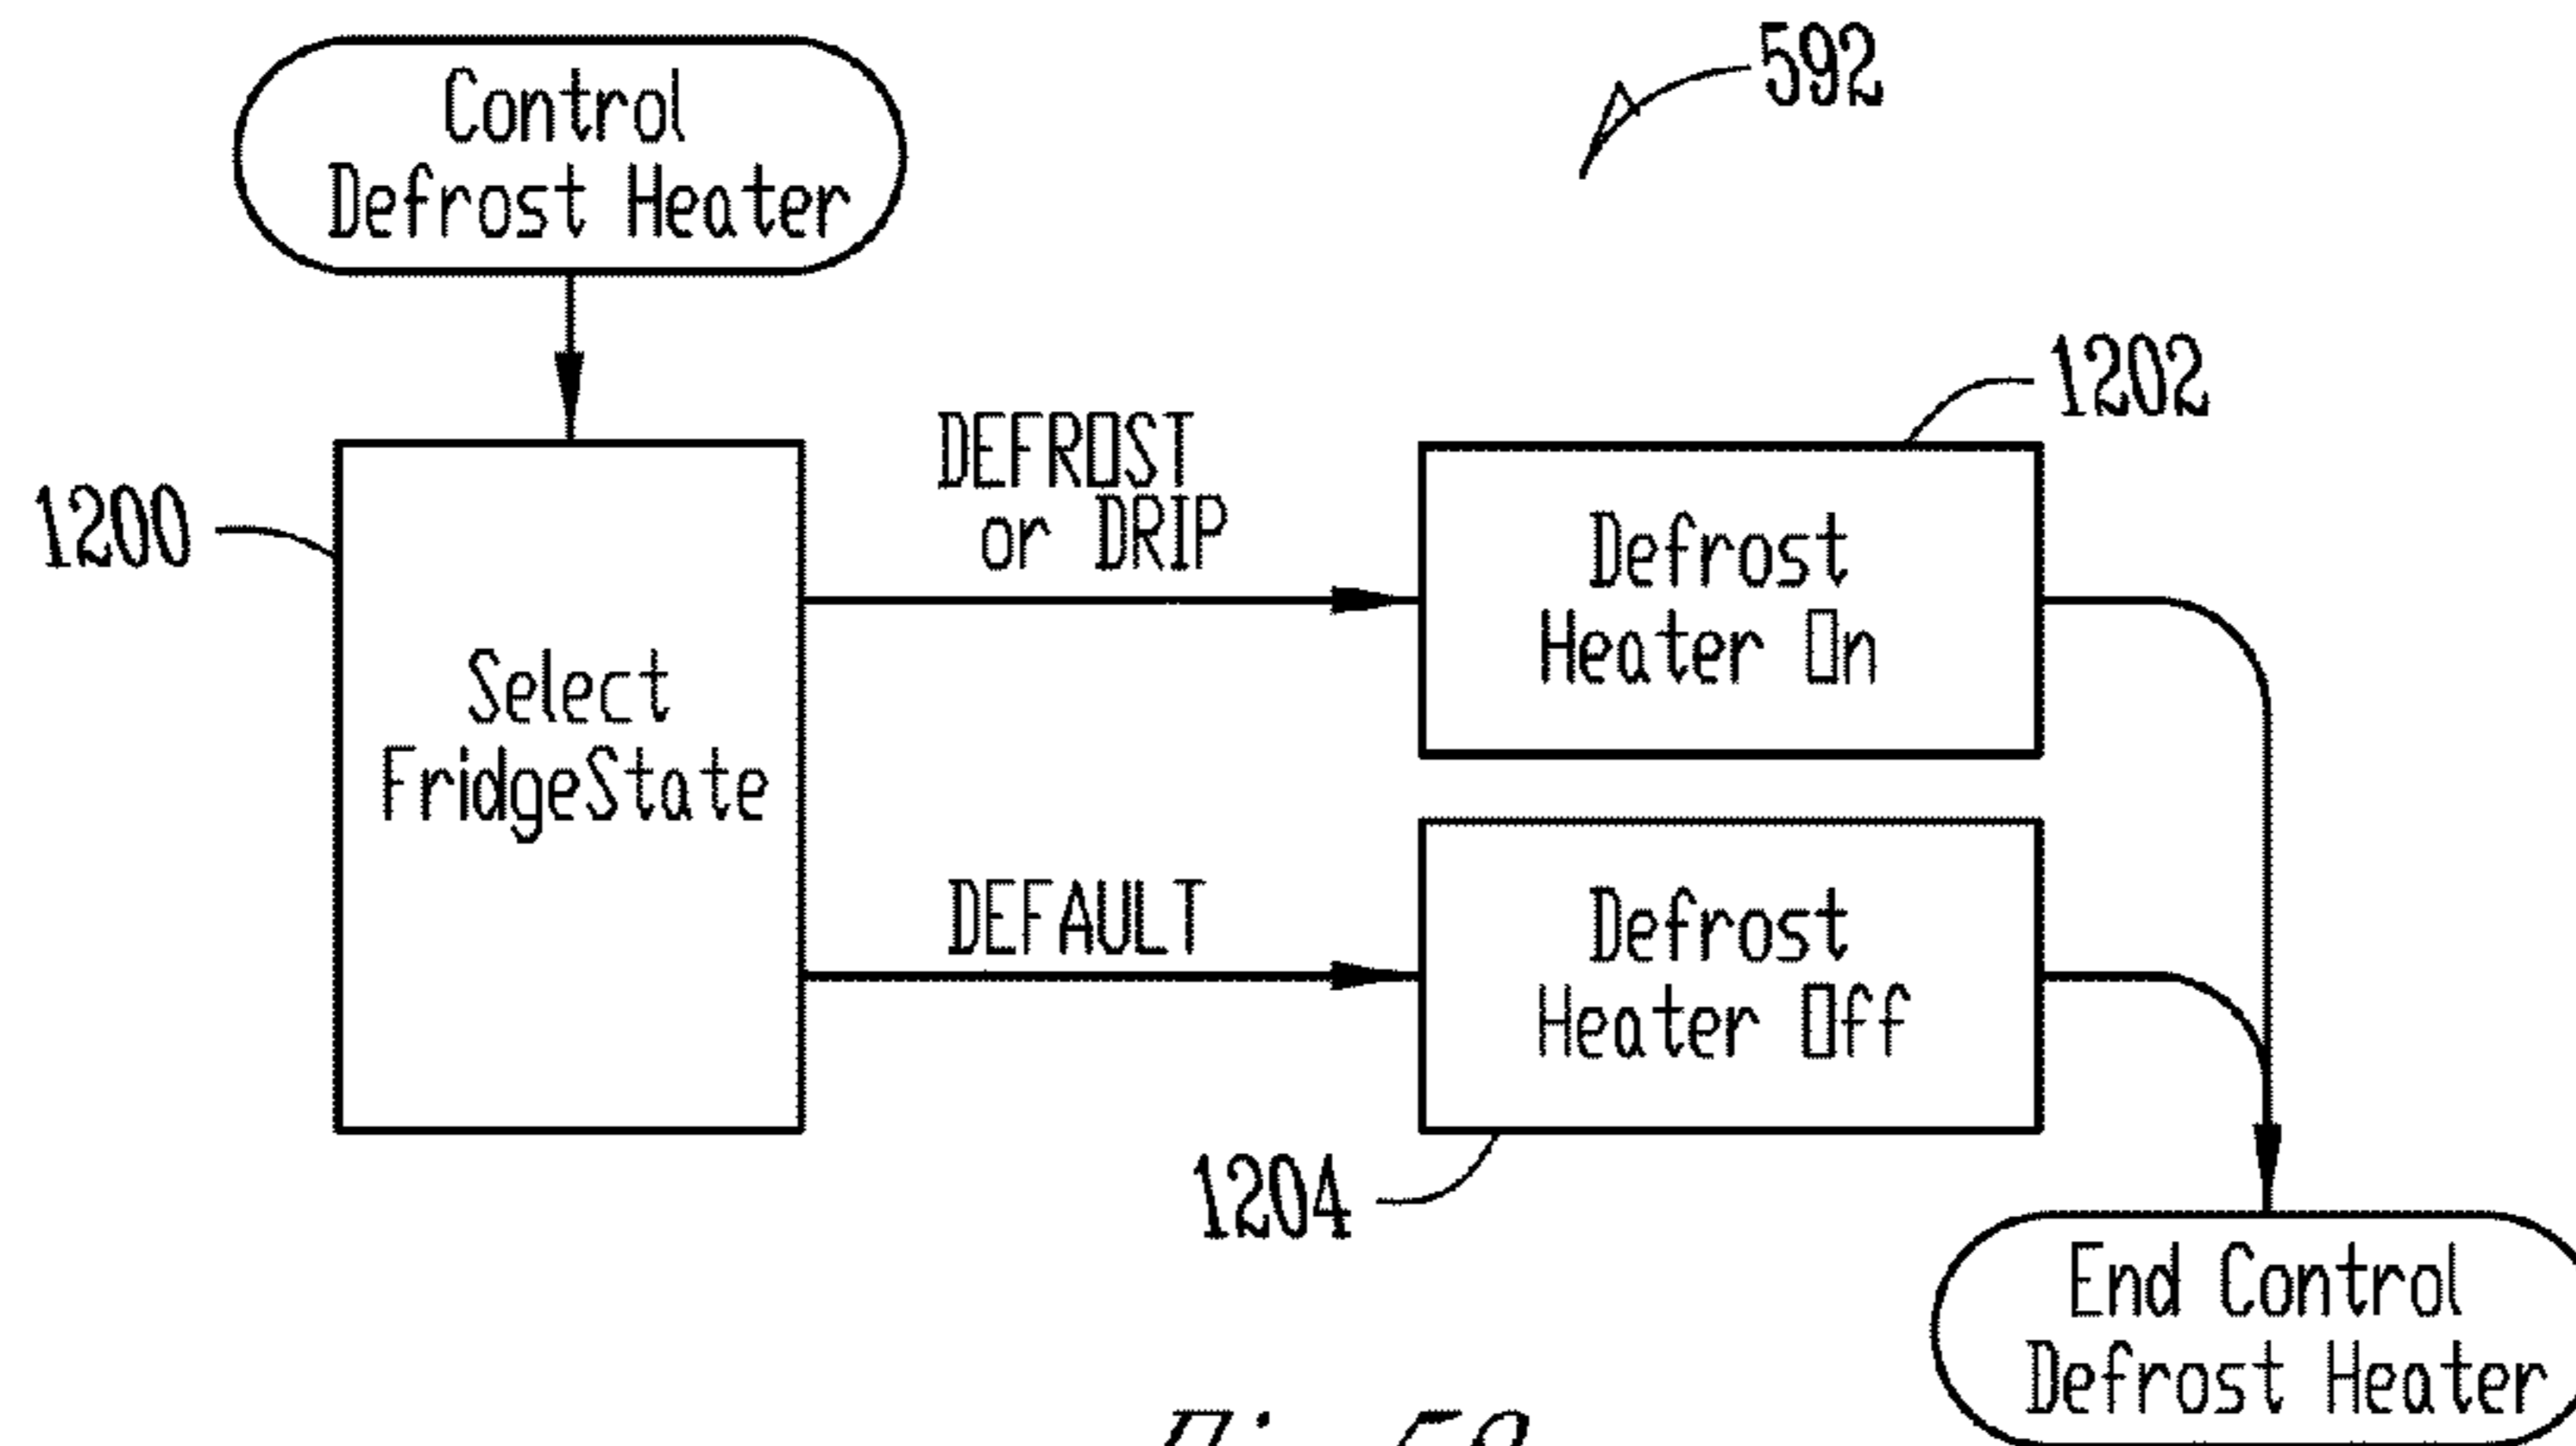 Control
Defrost Heater
592
1200
Select
FridgeState
DEFROST
or DRIP
1202
Defrost
Heater On
DEFAULT
Defrost
Heater Off
1204
End Control
Defrost Heater